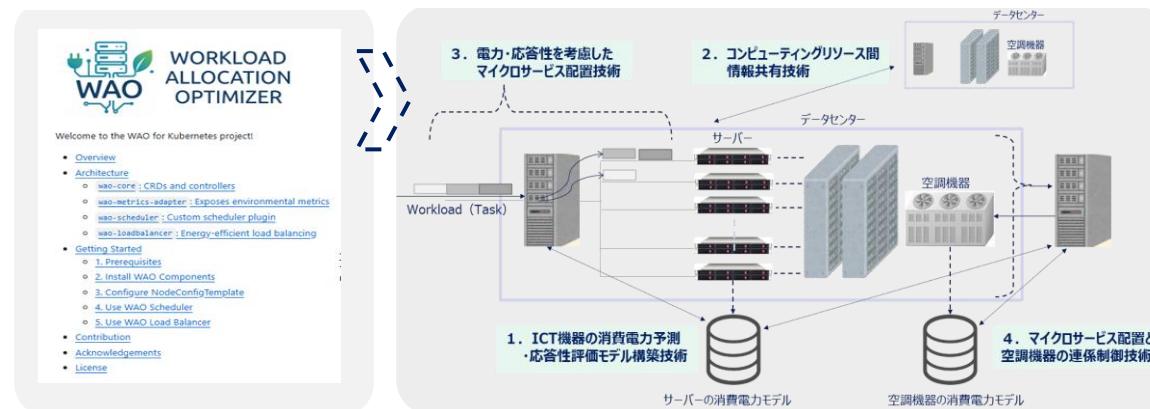 WAO
WORKLOAD
ALLOCATION
OPTIMIZER
Welcome to the WAO for Kubernetes project!
Overview
Architecture
wao-core : CRDs and controllers
wao-metrics-adapter : Exposes environmental metrics
wao-scheduler : Custom scheduler plugin
wao-loadbalancer : Energy-efficient load balancing
Getting Started
1. Prerequisites
2. Install WAO Components
3. Configure NodeConfigTemplate
4. Use WAO Scheduler
5. Use WAO Load Balancer
Contribution
Acknowledgements
License
3．電力・応答性を考慮した
マイクロサービス配置技術
2．コンピューティングリソース間
情報共有技術
データセンター
空調機器
データセンター
サーバー
空調機器
Workload（Task）
1．ICT機器の消費電力予測
・応答性評価モデル構築技術
4．マイクロサービス配置と
空調機器の連係制御技術
サーバーの消費電力モデル
空調機器の消費電力モデル